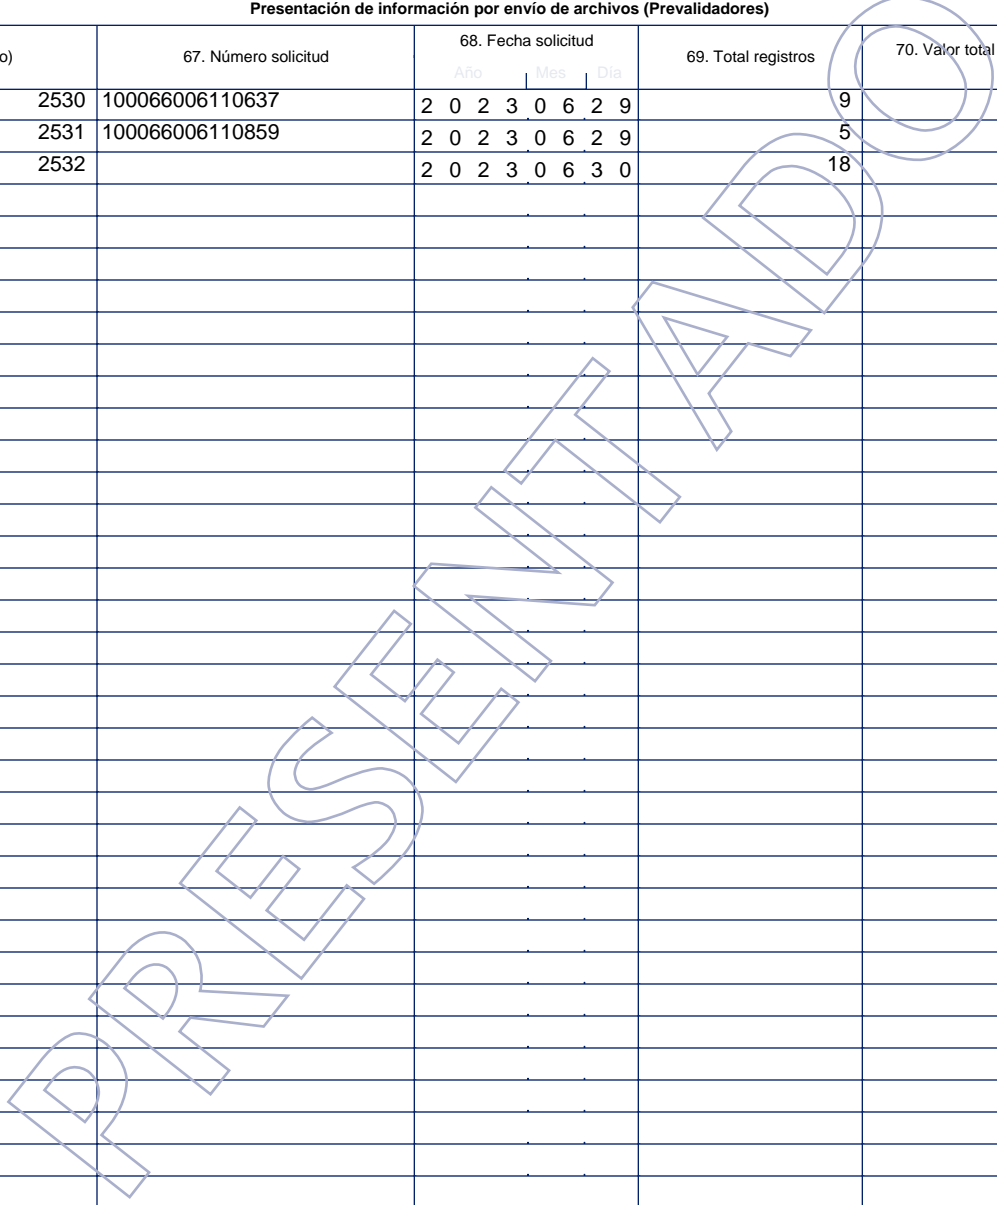 Presentación de información por envío de archivos (Prevalidadores)
o) 67. Número solicitud 68. Fecha solicitud 69. Total registros 70. Valor total
Año Mes Día
2530 100066006110637 2 0 2 3 0 6 2 9 9
2531 100066006110859 2 0 2 3 0 6 2 9 5
2532 2 0 2 3 0 6 3 0 18
PRESENTADO